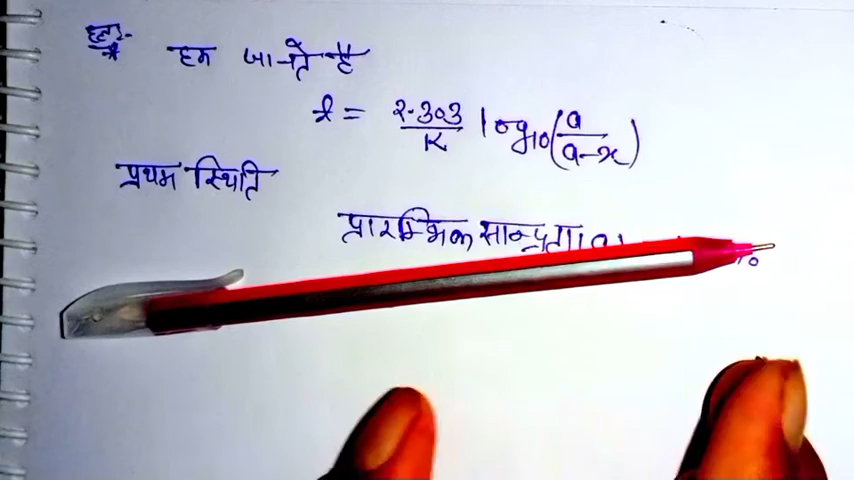 हल:-
हम जानते है
t = 2.303/K log10(a/a-x)
प्रथम स्थिति
प्रारम्भिक सान्द्रता